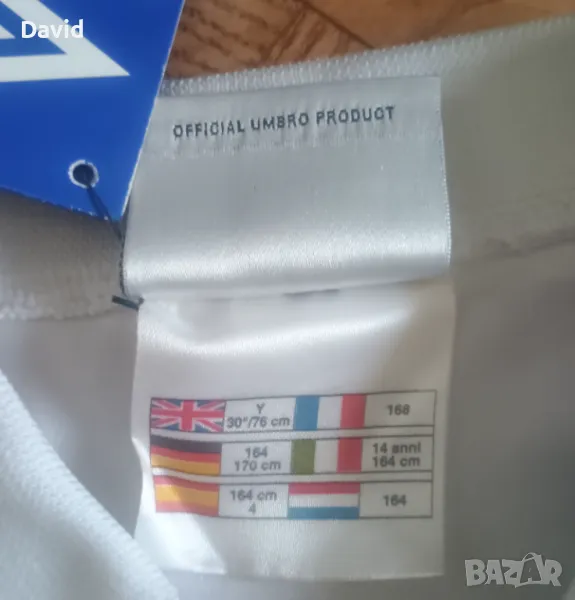 David
OFFICIAL UMBRO PRODUCT
Y
30"/76 cm
168
164
170 cm
14 anni
164 cm
164 cm
4
164
BAZAR